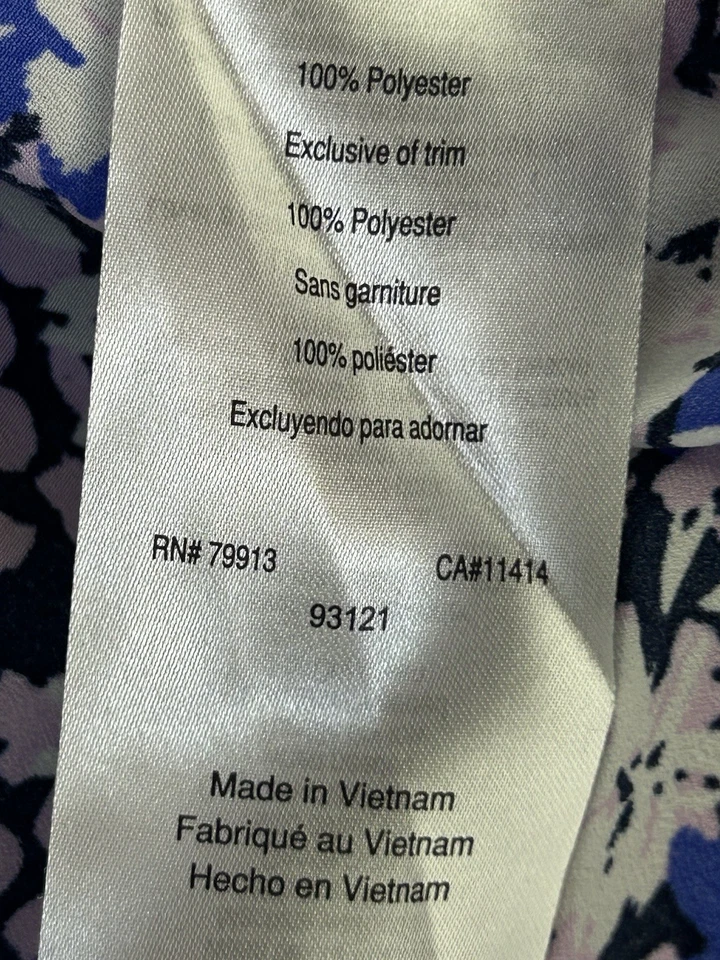 100% Polyester
Exclusive of trim
100% Polyester
Sans garniture
100% poliéster
Excluyendo para adornar
RN# 79913 CA#11414
93121
Made in Vietnam
Fabriqué au Vietnam
Hecho en Vietnam